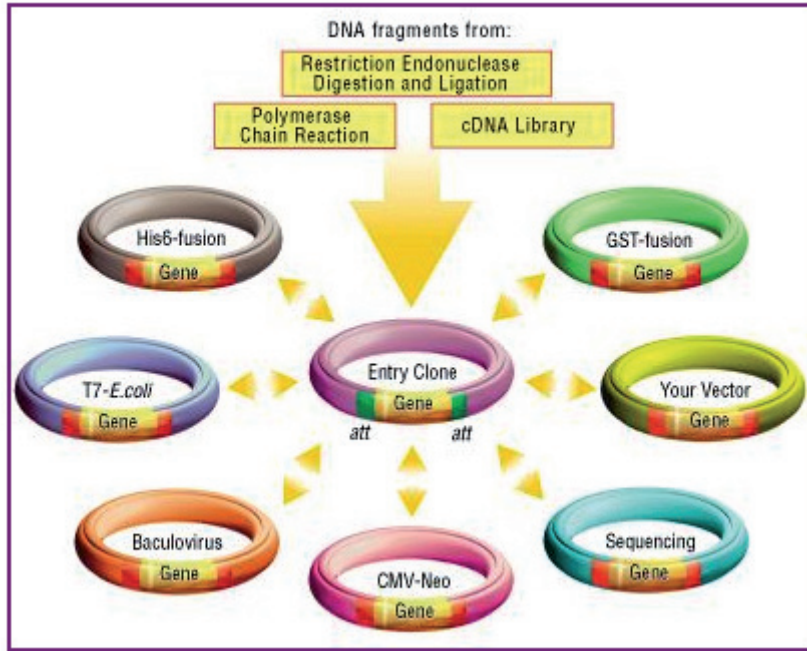 DNA fragments from:
Restriction Endonuclease
Digestion and Ligation
Polymerase
Chain Reaction
cDNA Library
His6-fusion
Gene
GST-fusion
Gene
T7-E.coli
Gene
Entry Clone
Gene
att
att
Your Vector
Gene
Baculovirus
Gene
CMV-Neo
Gene
Sequencing
Gene